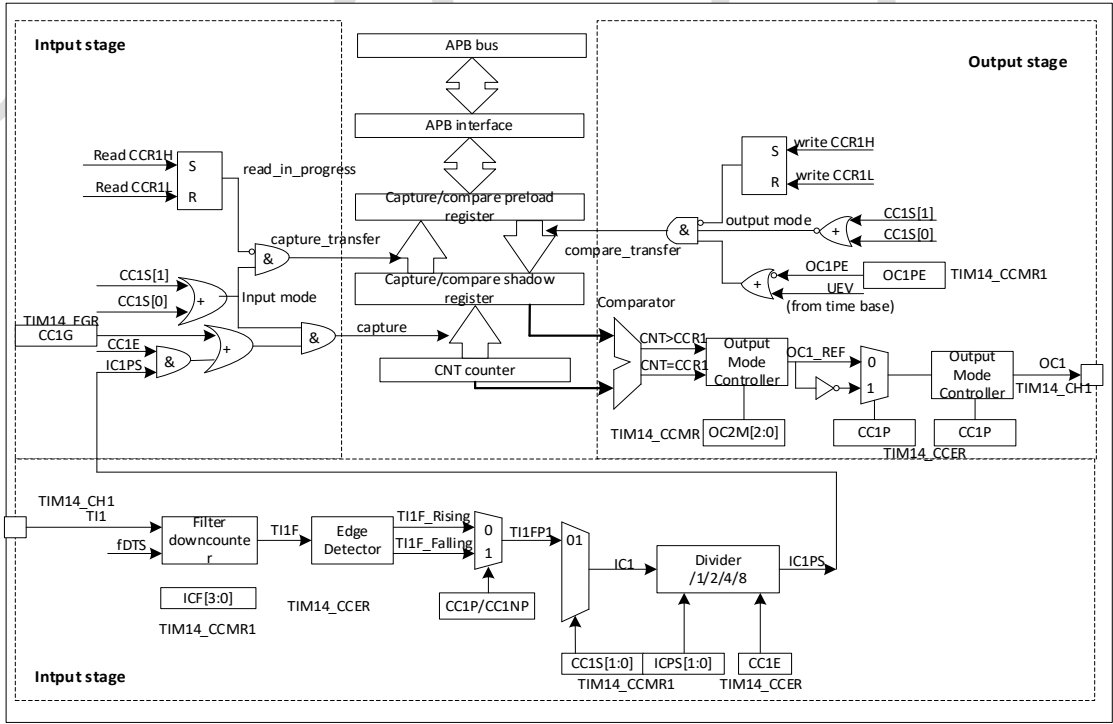 Intput stage
APB bus
Output stage
APB interface
Read CCR1H
S
read_in_progress
Read CCR1L
R
S
write CCR1H
R
write CCR1L
Capture/compare preload
register
capture_transfer
&
&
output mode
+
CC1S[1]
CC1S[0]
compare_transfer
CC1S[1]
CC1S[0]
+
Input mode
Capture/compare shadow
register
+
OC1PE
OC1PE
TIM14_CCMR1
UEV
(from time base)
Comparator
TIM14_EGR
CC1G
CC1E
IC1PS
&
+
&
capture
CNT counter
CNT>CCR1
CNT=CCR1
Output
Mode
Controller
OC1_REF
0
1
Output
Mode
Controller
OC1
TIM14_CH1
TIM14_CCMR
OC2M[2:0]
CC1P
CC1P
TIM14_CCER
TIM14_CH1
TI1
fDTS
Filter
downcounte
r
TI1F
Edge
Detector
TI1F_Rising
TI1F_Falling
0
1
TI1FP1
01
IC1
Divider
/1/2/4/8
IC1PS
ICF[3:0]
TIM14_CCMR1
TIM14_CCER
CC1P/CC1NP
CC1S[1:0]
ICPS[1:0]
CC1E
TIM14_CCMR1
TIM14_CCER
Intput stage